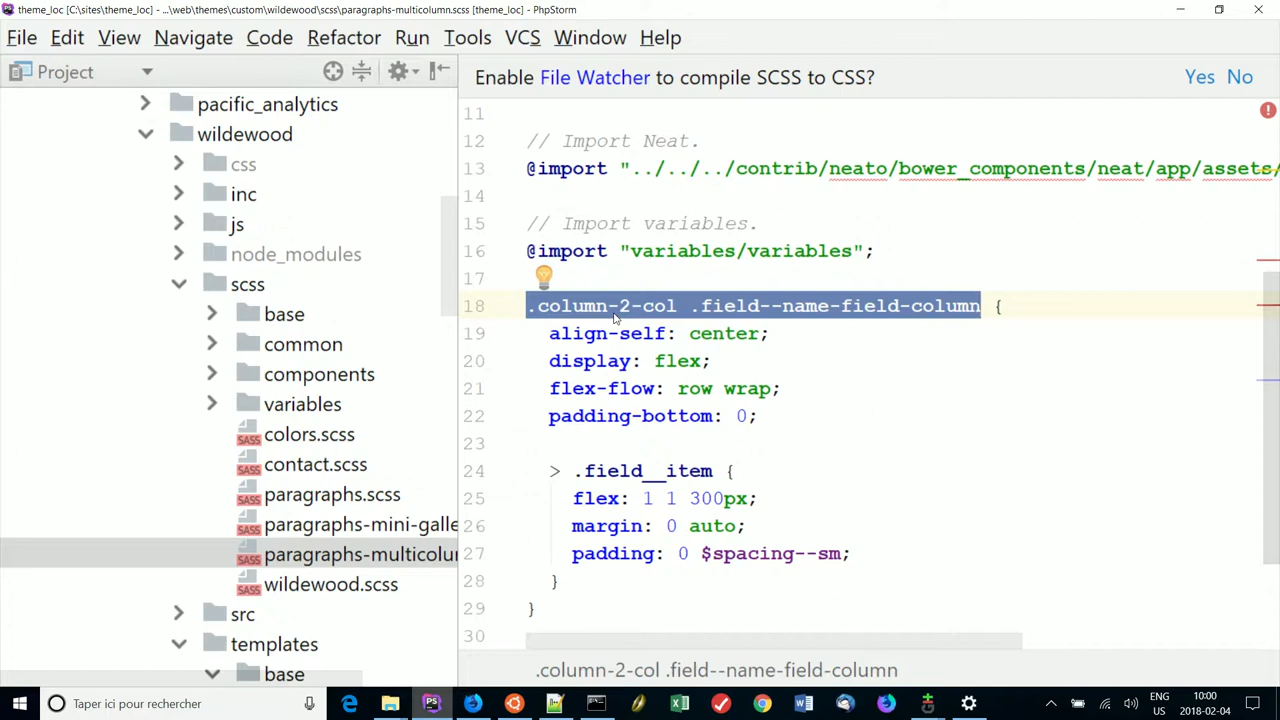 theme_loc [C:\sites\theme_loc] - ...\web\themes\custom\wildewood\scss\paragraphs-multicolumn.scss [theme_loc] - PhpStorm
File Edit View Navigate Code Refactor Run Tools VCS Window Help
Project
Enable File Watcher to compile SCSS to CSS? Yes No
pacific_analytics
wildewood
css
inc
js
node_modules
scss
base
common
components
variables
colors.scss
contact.scss
paragraphs.scss
paragraphs-mini-galle
paragraphs-multicolu
wildewood.scss
src
templates
base
11
12 // Import Neat.
13 @import "../../../contrib/neato/bower_components/neat/app/assets/
14
15 // Import variables.
16 @import "variables/variables";
17
18 .column-2-col .field--name-field-column {
19 align-self: center;
20 display: flex;
21 flex-flow: row wrap;
22 padding-bottom: 0;
23
24 > .field__item {
25 flex: 1 1 300px;
26 margin: 0 auto;
27 padding: 0 $spacing--sm;
28 }
29 }
30
.column-2-col .field--name-field-column
Taper ici pour rechercher
ENG 10:00
US 2018-02-04